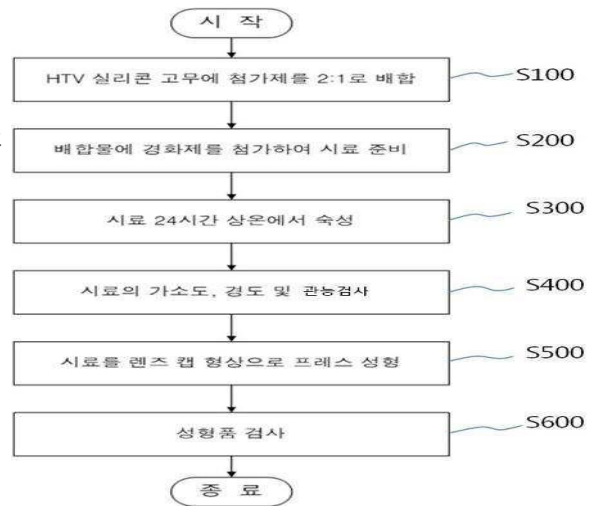 시 작
HTV 실리콘 고무에 첨가제를 2:1로 배합
S100
배합물에 경화제를 첨가하여 시료 준비
S200
시료 24시간 상온에서 숙성
S300
시료의 가소도, 경도 및 관능검사
S400
시료를 렌즈 캡 형상으로 프레스 성형
S500
성형품 검사
S600
종 료